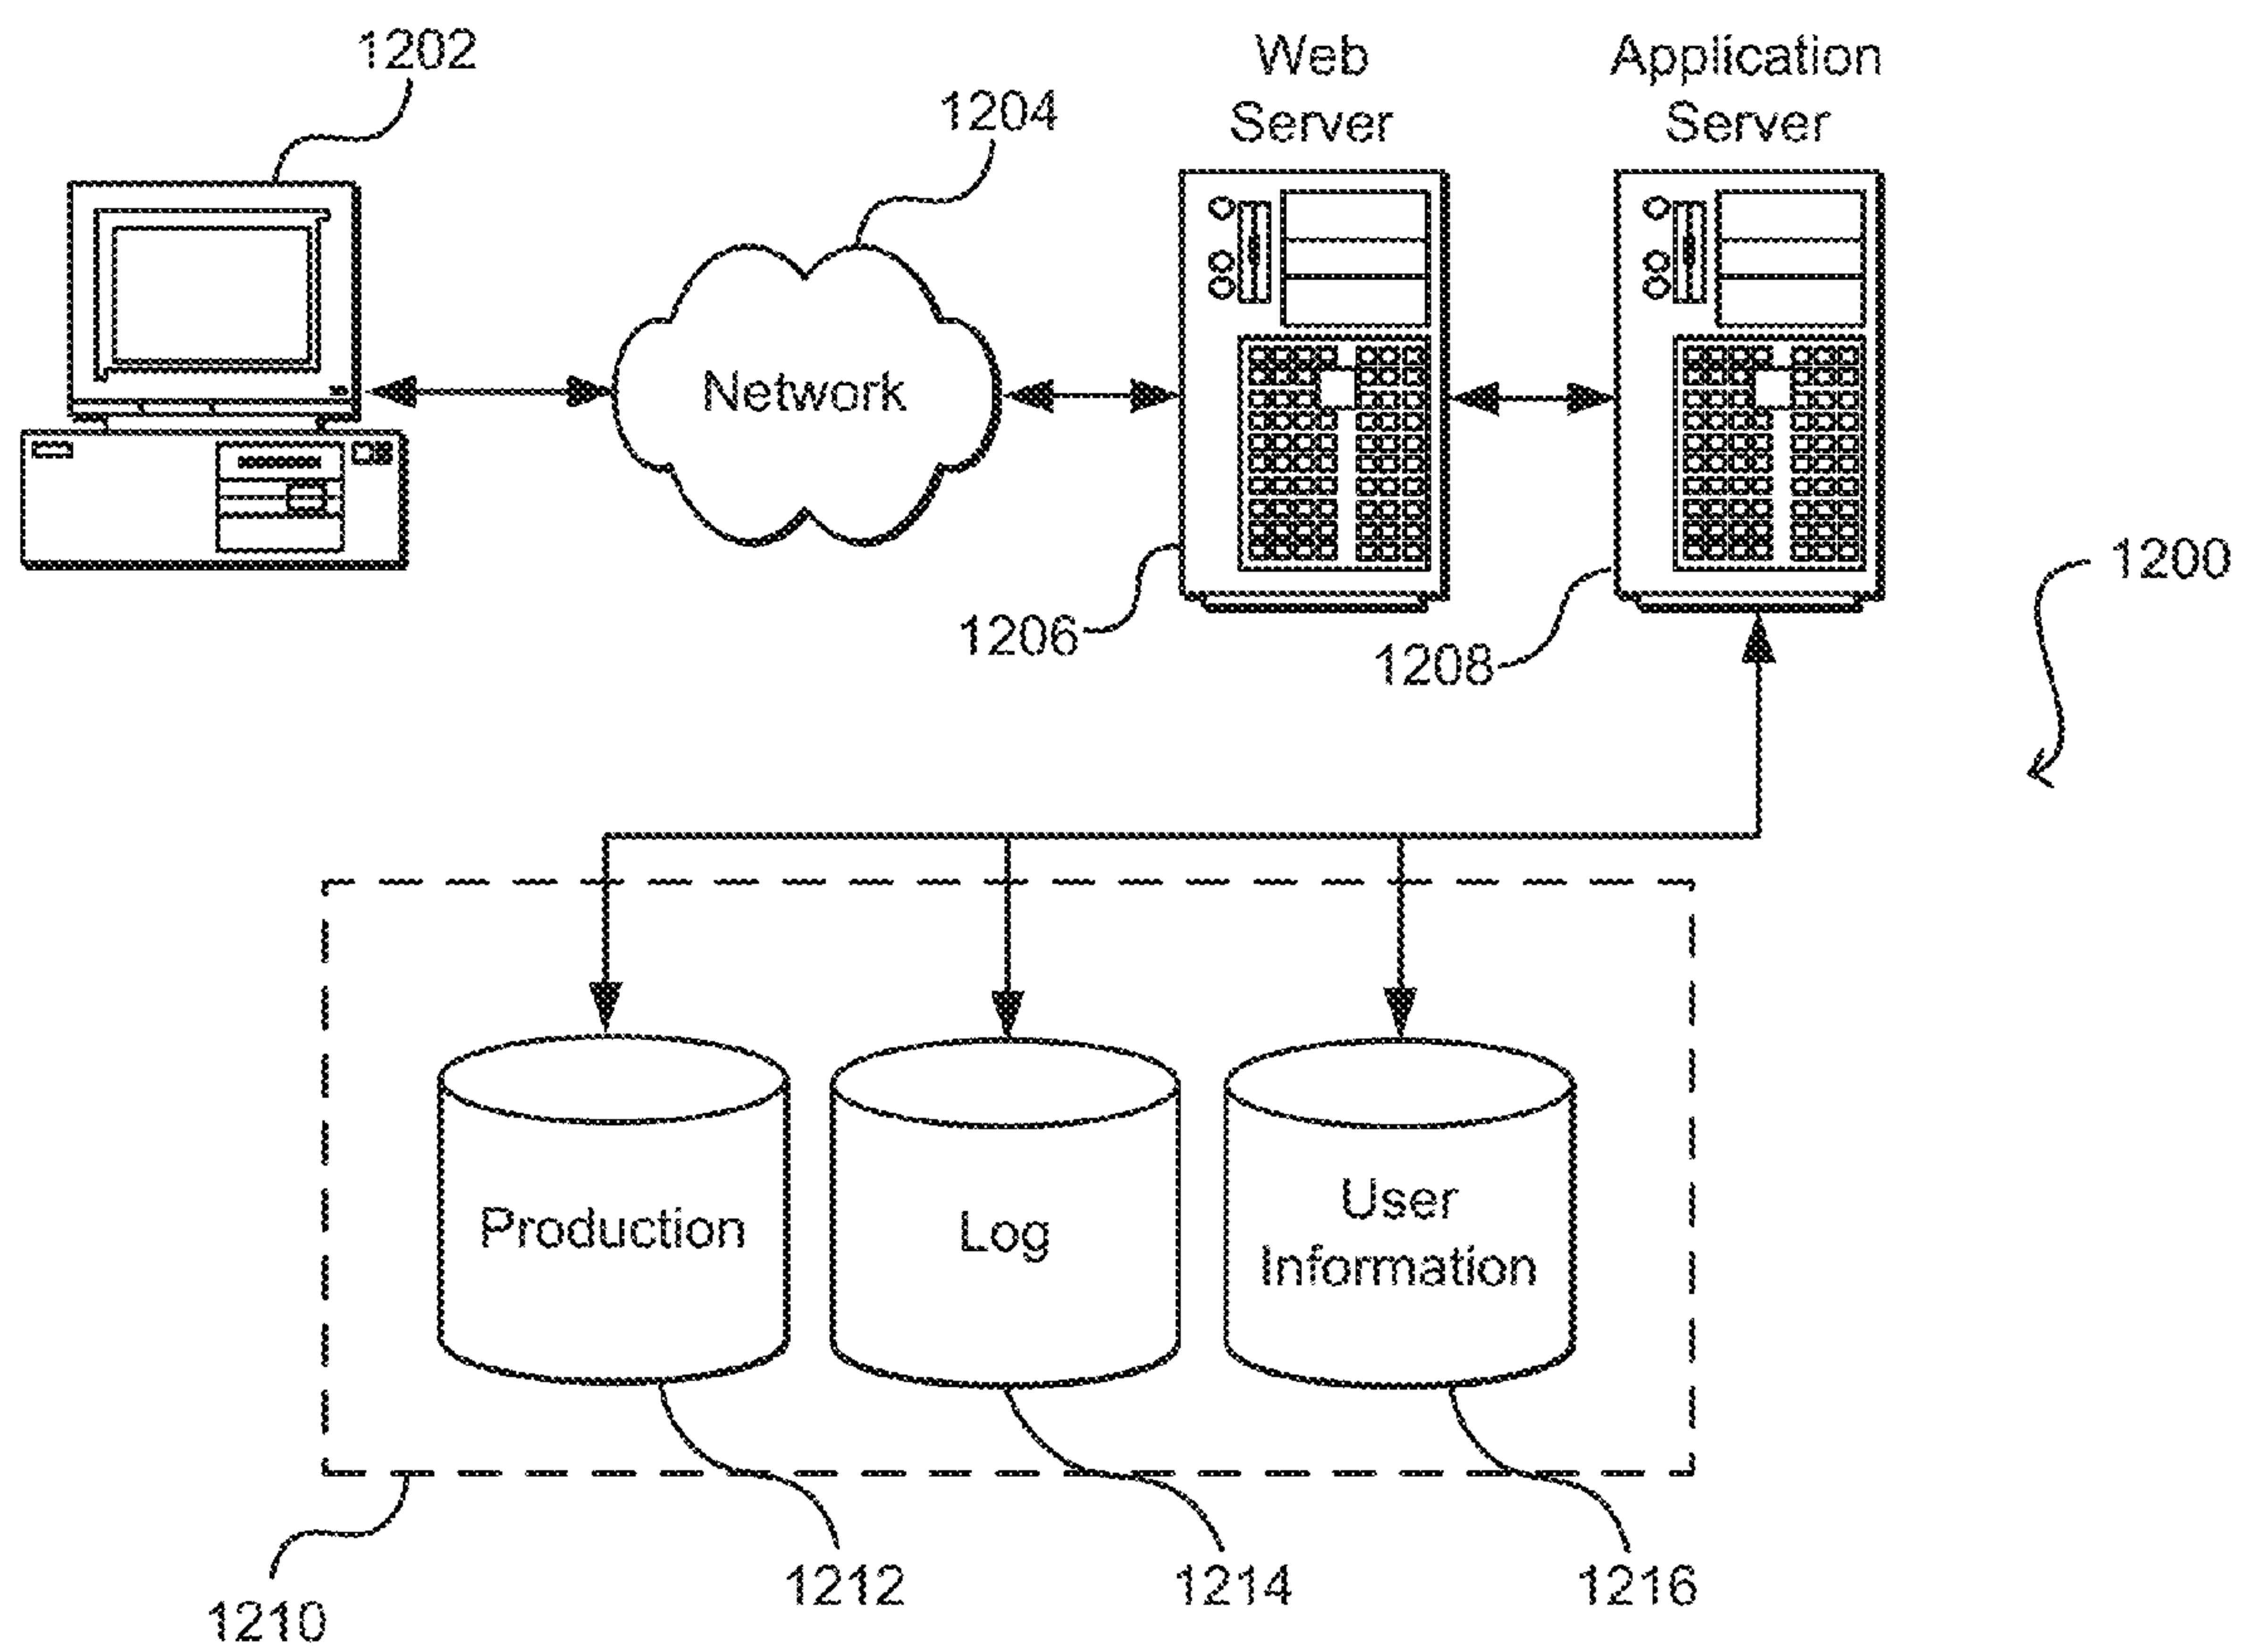 1202
1204
Web
Server
Application
Server
Network
1206
1208
1200
Production
Log
User
Information
1210
1212
1214
1216